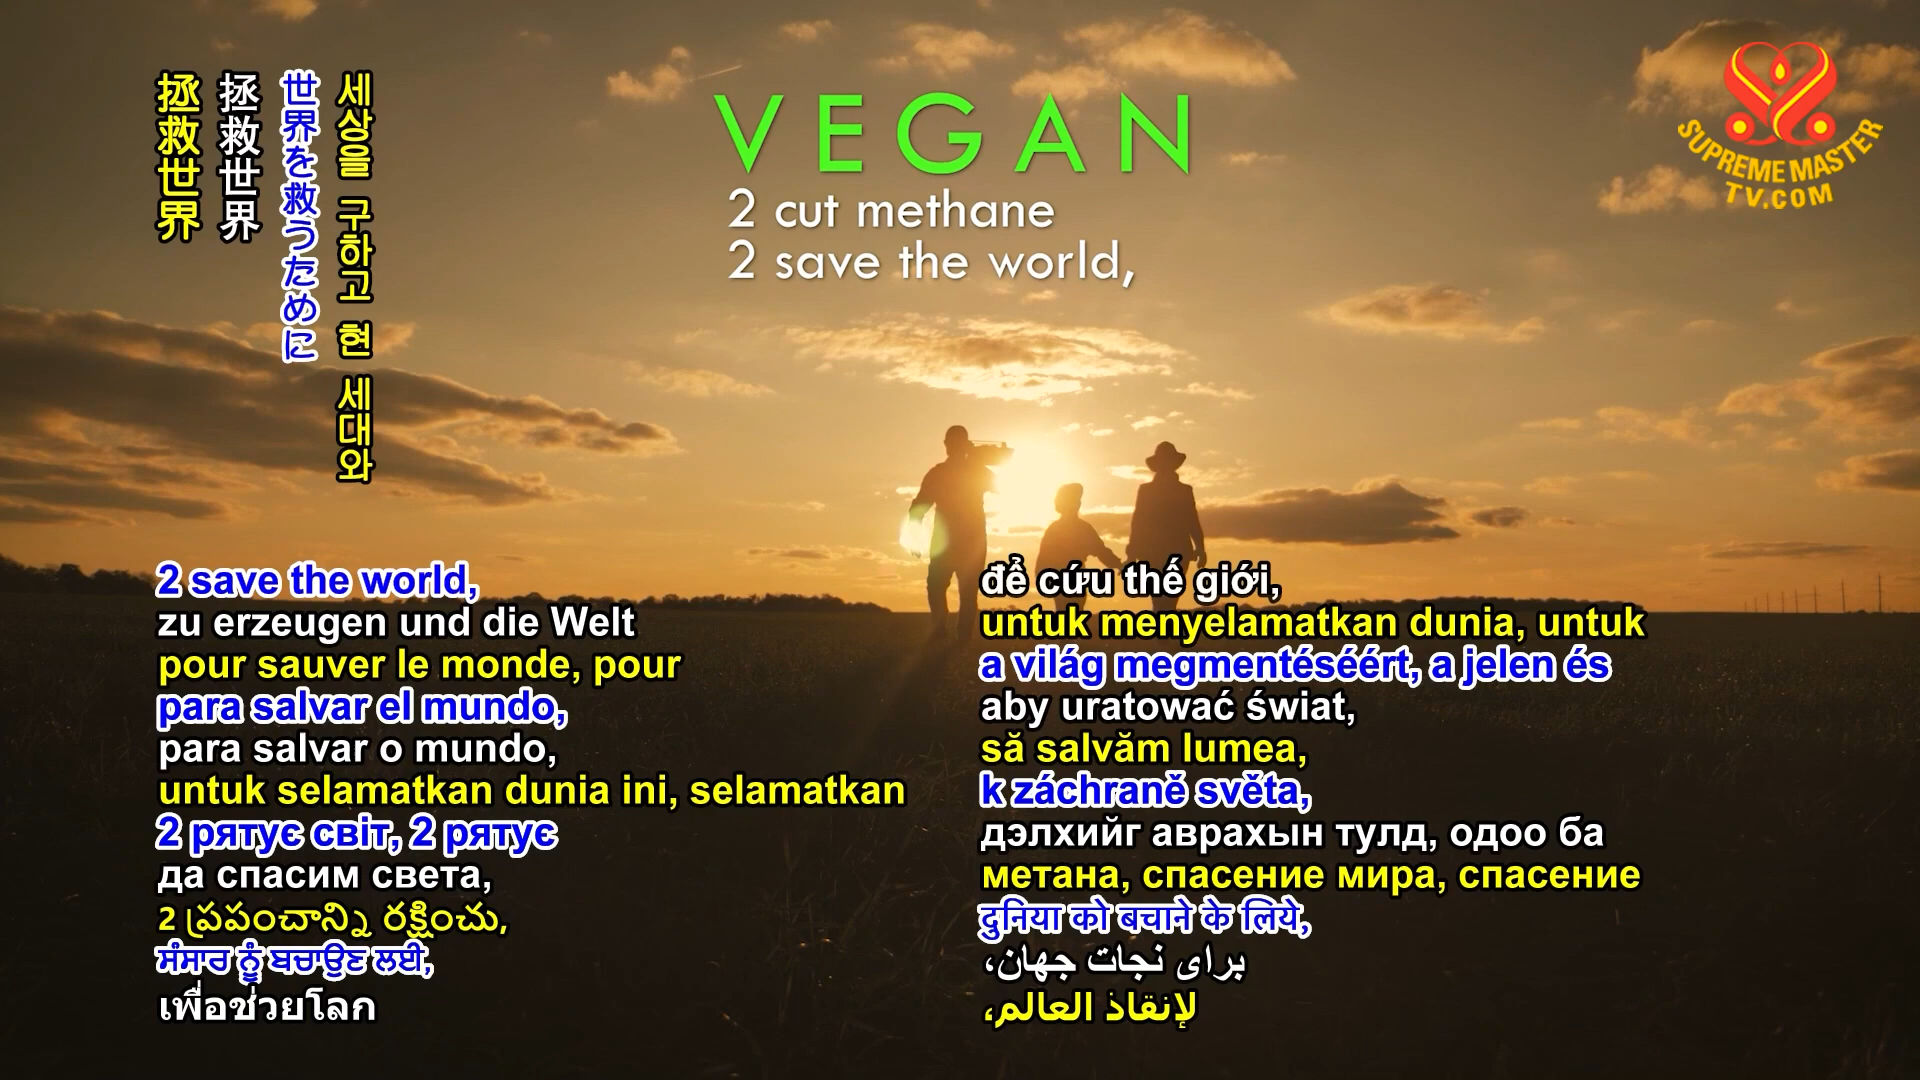 拯救世界
拯救世界
世界を救うために
세상을 구하고 현 세대와
VEGAN
2 cut methane
2 save the world,
SUPREME MASTER
TV.COM
2 save the world,
zu erzeugen und die Welt
pour sauver le monde, pour
para salvar el mundo,
para salvar o mundo,
untuk selamatkan dunia ini, selamatkan
2 рятує світ, 2 рятує
да спасим света,
2 ప్రపంచాన్ని రక్షించు,
ਸੰਸਾਰ ਨੂੰ ਬਚਾਉਣ ਲਈ,
เพื่อช่วยโลก
để cứu thế giới,
untuk menyelamatkan dunia, untuk
a világ megmentéséért, a jelen és
aby uratować świat,
să salvăm lumea,
k záchraně světa,
дэлхийг аврахын тулд, одоо ба
метана, спасение мира, спасение
दुनिया को बचाने के लिये,
برای نجات جهان،
لإنقاذ العالم،